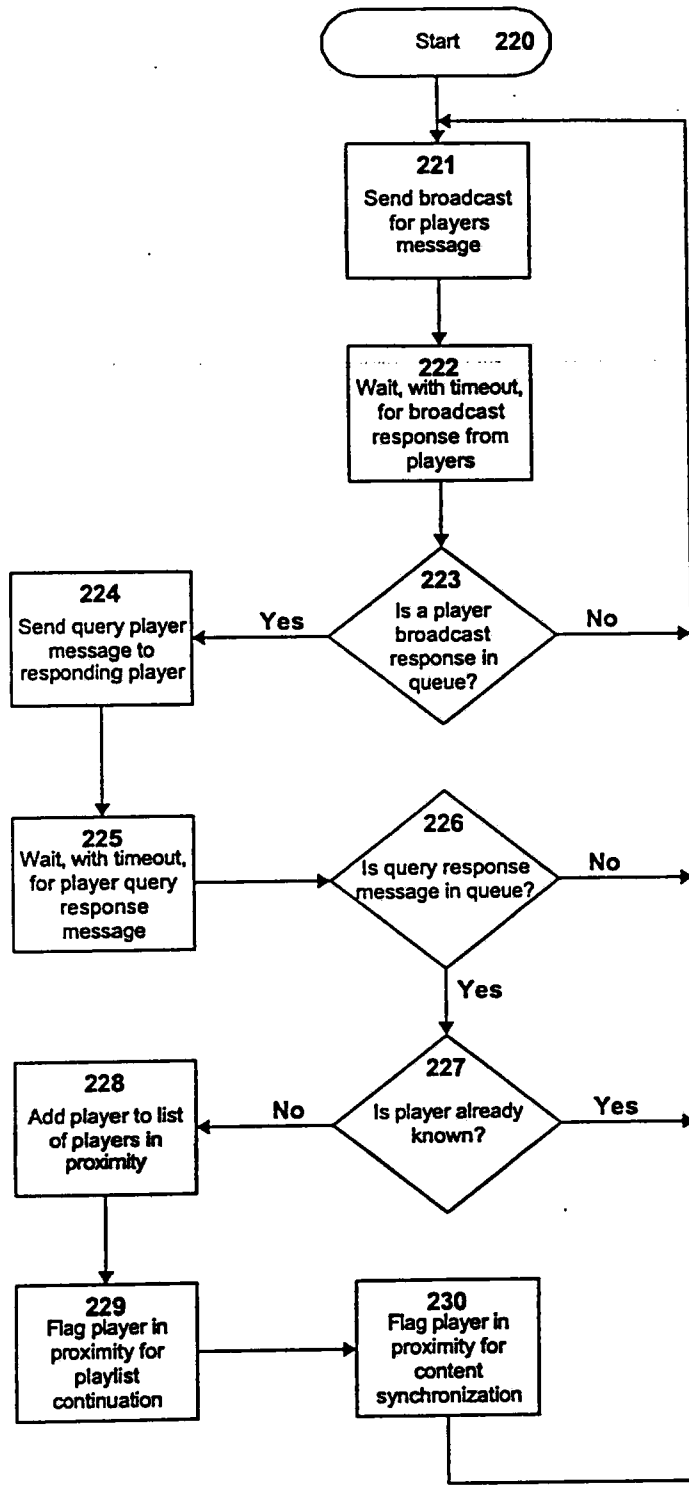 Start 220
221
Send broadcast
for players
message
222
Wait, with timeout,
for broadcast
response from
players
223
Is a player
broadcast
response in
queue?
Yes
No
224
Send query player
message to
responding player
225
Wait, with timeout,
for player query
response
message
226
Is query response
message in queue?
No
Yes
227
Is player already
known?
No
Yes
228
Add player to list
of players in
proximity
229
Flag player in
proximity for
playlist
continuation
230
Flag player in
proximity for
content
synchronization